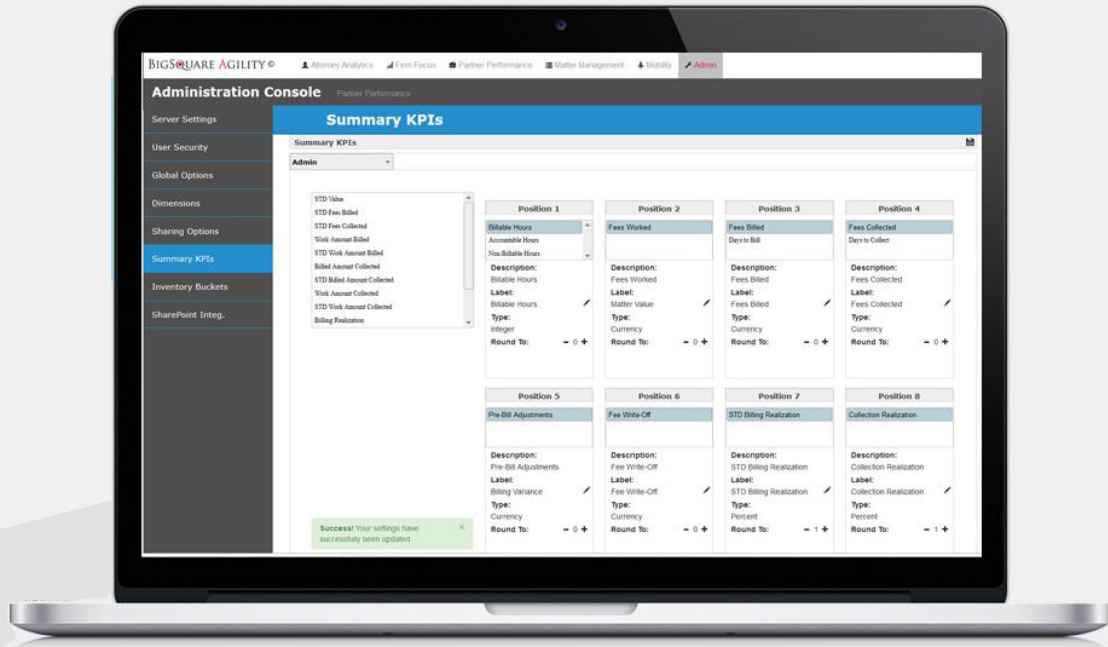 BIGSQUARE AGILITY ©
Attorney Analytics Firm Focus Partner Performance Matter Management Mobility Admin
Administration Console Partner Performance
Server Settings
User Security
Global Options
Dimensions
Sharing Options
Summary KPIs
Inventory Buckets
SharePoint Integ.
Summary KPIs
Summary KPIs
Admin
STD Value
STD Fees Billed
STD Fees Collected
Work Amount Billed
STD Work Amount Billed
Billed Amount Collected
STD Billed Amount Collected
Work Amount Collected
STD Work Amount Collected
Billing Realization
Position 1
Billable Hours
Accountable Hours
Non-Billable Hours
Description:
Billable Hours
Label:
Billable Hours
Type:
Integer
Round To: - 0 +
Position 2
Fees Worked
Description:
Fees Worked
Label:
Matter Value
Type:
Currency
Round To: - 0 +
Position 3
Fees Billed
Days to Bill
Description:
Fees Billed
Label:
Fees Billed
Type:
Currency
Round To: - 0 +
Position 4
Fees Collected
Days to Collect
Description:
Fees Collected
Label:
Fees Collected
Type:
Currency
Round To: - 0 +
Position 5
Pre-Bill Adjustments
Description:
Pre-Bill Adjustments
Label:
Billing Variance
Type:
Currency
Round To: - 0 +
Position 6
Fee Write-Off
Description:
Fee Write-Off
Label:
Fee Write-Off
Type:
Currency
Round To: - 0 +
Position 7
STD Billing Realization
Description:
STD Billing Realization
Label:
STD Billing Realization
Type:
Percent
Round To: - 1 +
Position 8
Collection Realization
Description:
Collection Realization
Label:
Collection Realization
Type:
Percent
Round To: - 1 +
Success! Your settings have ×
successfully been updated.